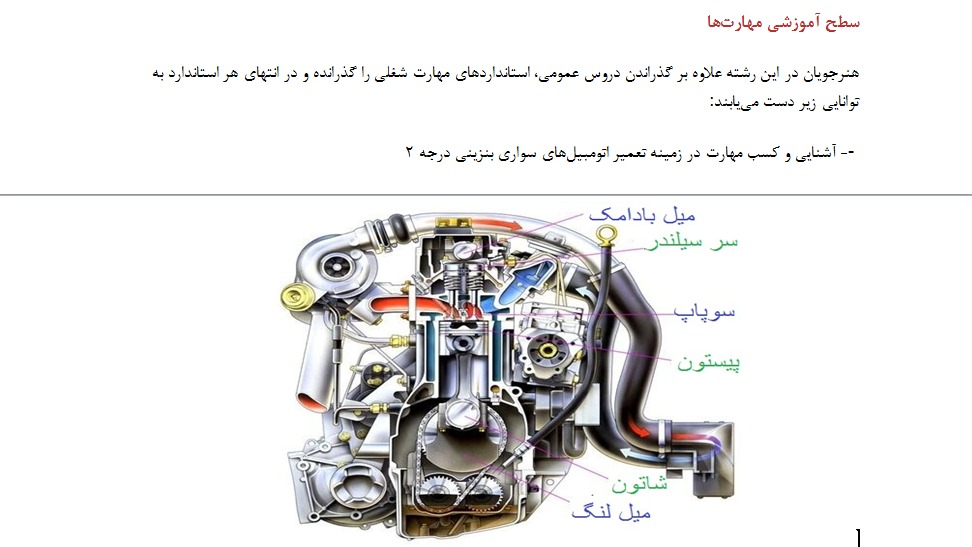 سطح آموزشی مهارت‌ها
هنرجویان در این رشته علاوه بر گذراندن دروس عمومی، استانداردهای مهارت شغلی را گذرانده و در انتهای هر استاندارد به
توانایی زیر دست می‌یابند:
-- آشنایی و کسب مهارت در زمینه تعمیر اتومبیل‌های سواری بنزینی درجه ۲
میل بادامک
سر سیلندر
سوپاپ
پیستون
شاتون
میل لنگ